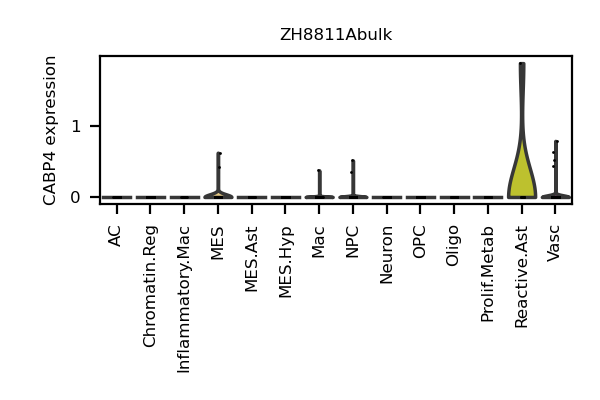 ZH8811Abulk
CABP4 expression
1
0
AC
Chromatin.Reg
Inflammatory.Mac
MES
MES.Ast
MES.Hyp
Mac
NPC
Neuron
OPC
Oligo
Prolif.Metab
Reactive.Ast
Vasc